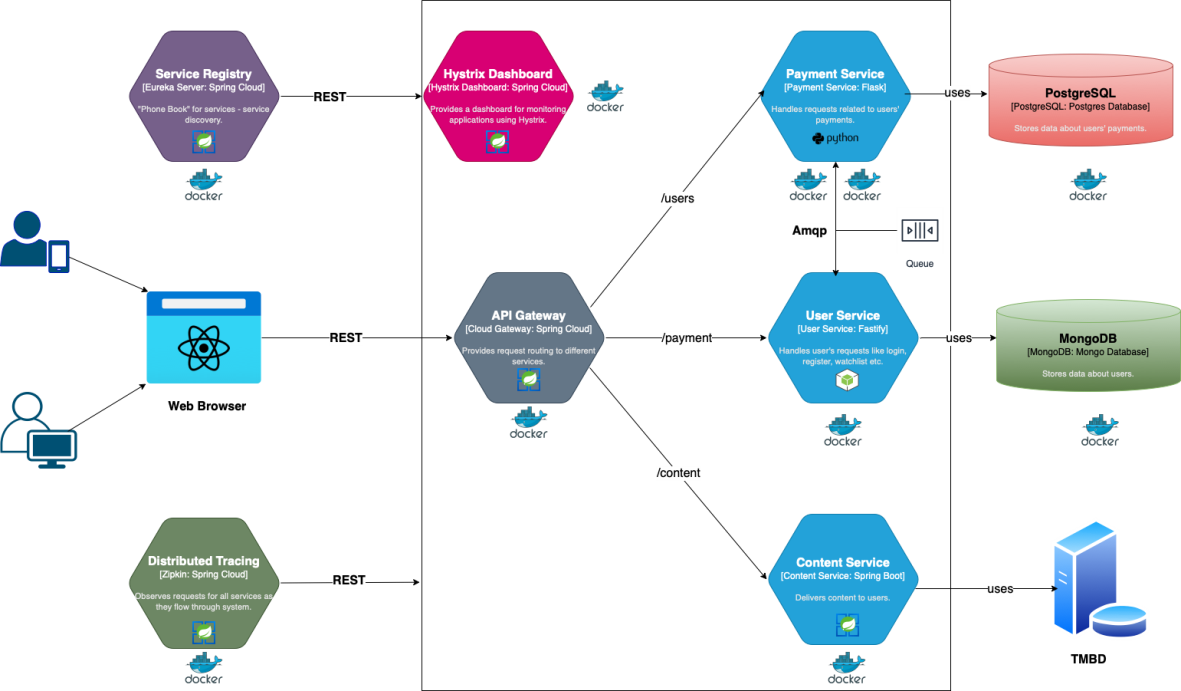 Service Registry
[Eureka Server: Spring Cloud]
"Phone Book" for services - service
discovery.
docker
REST
Hystrix Dashboard
[Hystrix Dashboard: Spring Cloud]
Provides a dashboard for monitoring
applications using Hystrix.
docker
Payment Service
[Payment Service: Flask]
Handles requests related to users'
payments.
python
docker
docker
uses
PostgreSQL
[PostgreSQL: Postgres Database]
Stores data about users' payments.
docker
/users
Amqp
Queue
Web Browser
REST
API Gateway
[Cloud Gateway: Spring Cloud]
Provides request routing to different
services.
docker
/payment
User Service
[User Service: Fastify]
Handles user's requests like login,
register, watchlist etc.
docker
uses
MongoDB
[MongoDB: Mongo Database]
Stores data about users.
docker
/content
Distributed Tracing
[Zipkin: Spring Cloud]
Observes requests for all services as
they flow through system.
docker
REST
Content Service
[Content Service: Spring Boot]
Delivers content to users.
docker
uses
TMBD